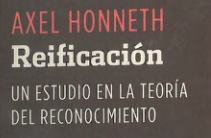 AXEL HONNETH
Reificación
UN ESTUDIO EN LA TEORÍA
DEL RECONOCIMIENTO